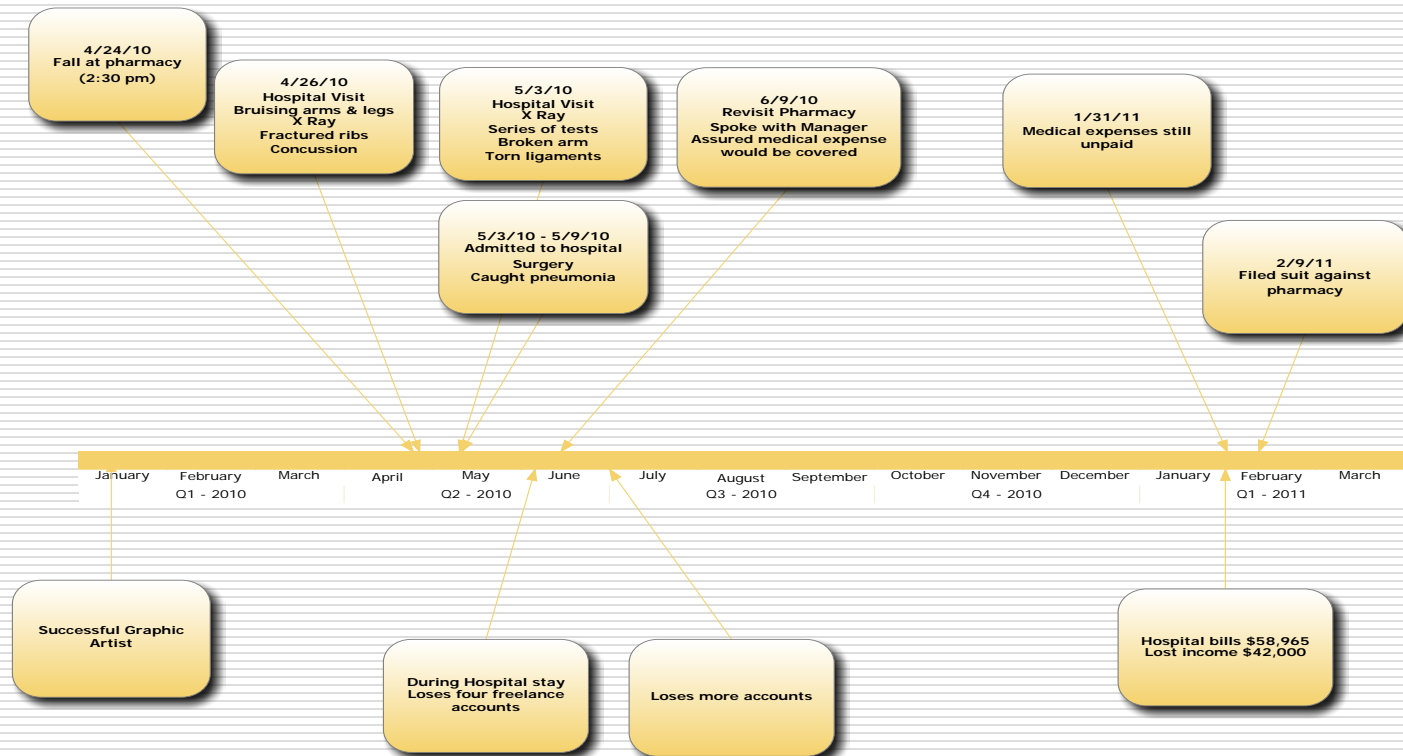 4/24/10
Fall at pharmacy
(2:30 pm)
4/26/10
Hospital Visit
Bruising arms & legs
X Ray
Fractured ribs
Concussion
5/3/10
Hospital Visit
X Ray
Series of tests
Broken arm
Torn ligaments
6/9/10
Revisit Pharmacy
Spoke with Manager
Assured medical expense
would be covered
1/31/11
Medical expenses still
unpaid
5/3/10 - 5/9/10
Admitted to hospital
Surgery
Caught pneumonia
2/9/11
Filed suit against
pharmacy
January February March April May June July August September October November December January February March
Q1 - 2010 Q2 - 2010 Q3 - 2010 Q4 - 2010 Q1 - 2011
Successful Graphic
Artist
During Hospital stay
Loses four freelance
accounts
Loses more accounts
Hospital bills $58,965
Lost income $42,000